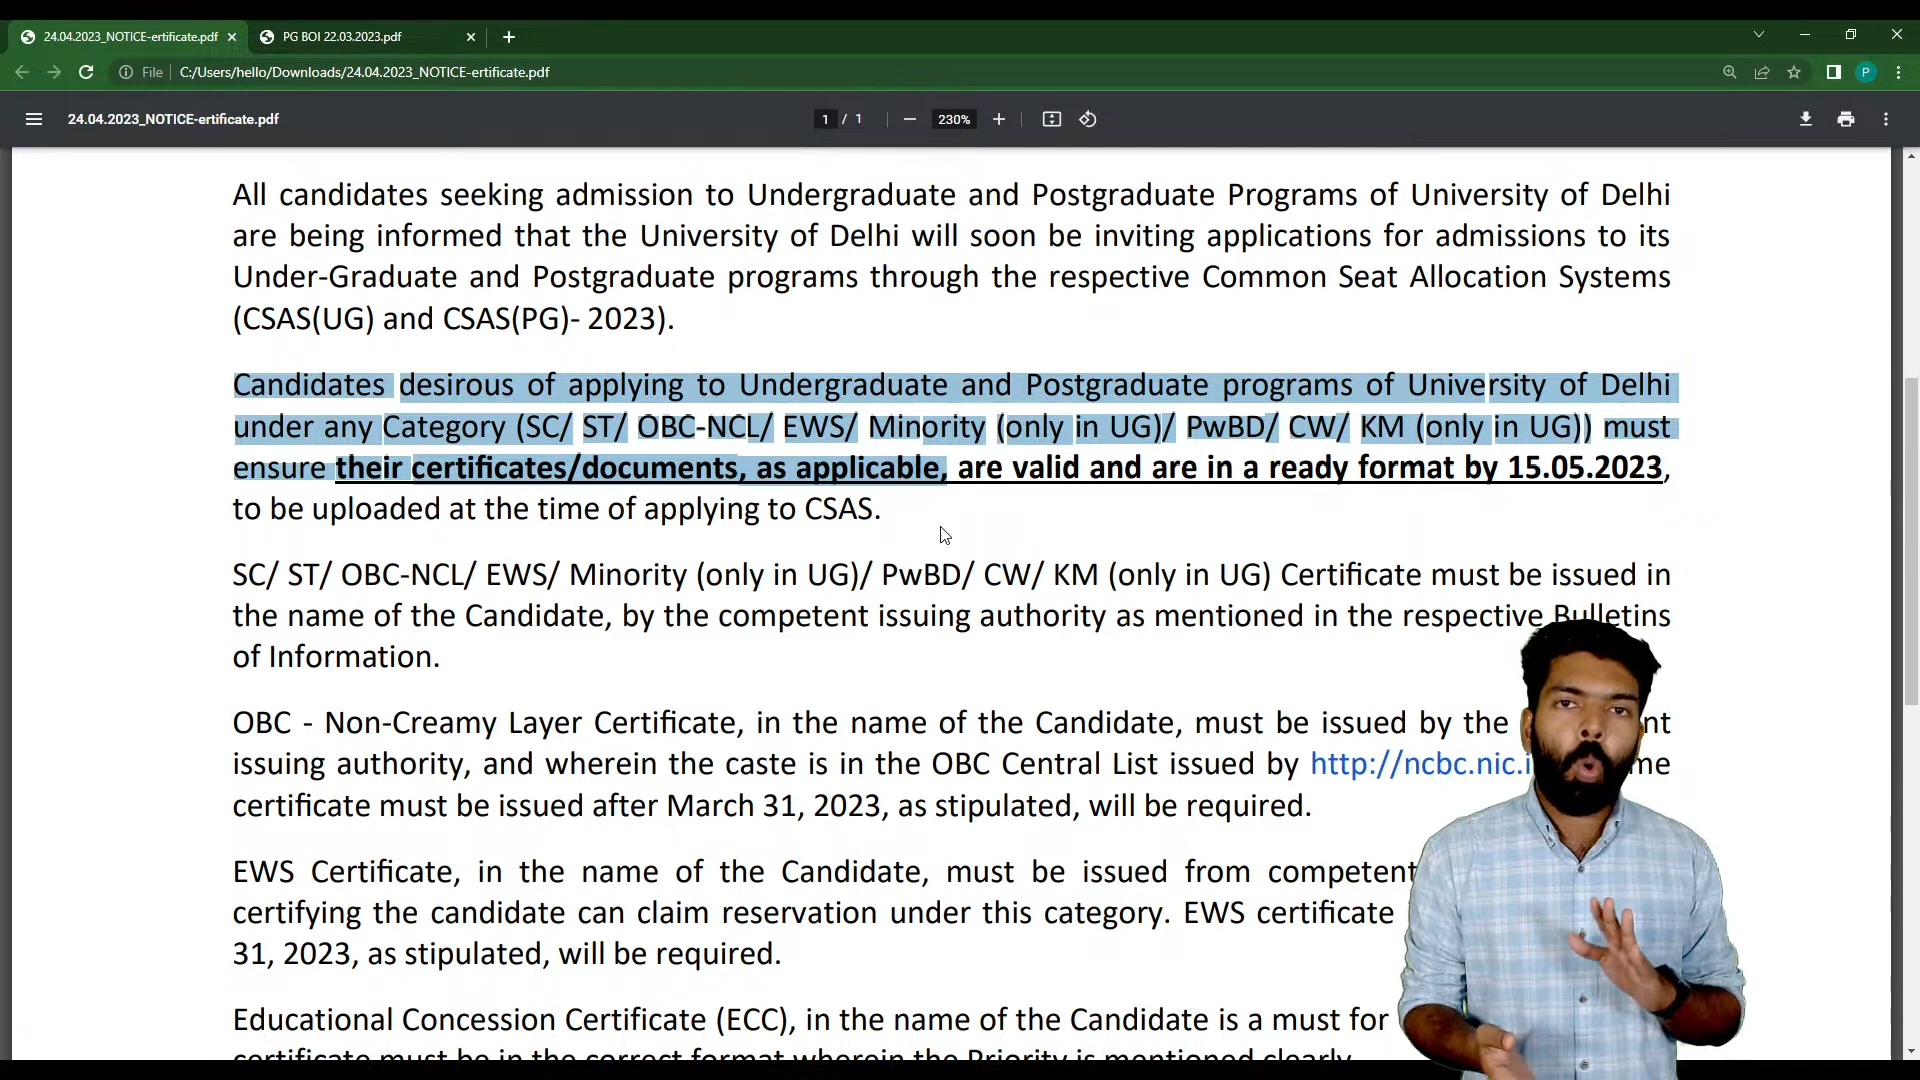 24.04.2023_NOTICE-ertificate.pdf
PG BOI 22.03.2023.pdf
File
C:/Users/hello/Downloads/24.04.2023_NOTICE-ertificate.pdf
P
24.04.2023_NOTICE-ertificate.pdf
1 / 1
230%
All candidates seeking admission to Undergraduate and Postgraduate Programs of University of Delhi
are being informed that the University of Delhi will soon be inviting applications for admissions to its
Under-Graduate and Postgraduate programs through the respective Common Seat Allocation Systems
(CSAS(UG) and CSAS(PG)- 2023).
Candidates desirous of applying to Undergraduate and Postgraduate programs of University of Delhi
under any Category (SC/ ST/ OBC-NCL/ EWS/ Minority (only in UG)/ PwBD/ CW/ KM (only in UG)) must
ensure their certificates/documents, as applicable, are valid and are in a ready format by 15.05.2023,
to be uploaded at the time of applying to CSAS.
SC/ ST/ OBC-NCL/ EWS/ Minority (only in UG)/ PwBD/ CW/ KM (only in UG) Certificate must be issued in
the name of the Candidate, by the competent issuing authority as mentioned in the respective Bulletins
of Information.
OBC - Non-Creamy Layer Certificate, in the name of the Candidate, must be issued by the
issuing authority, and wherein the caste is in the OBC Central List issued by http://ncbc.nic.i
certificate must be issued after March 31, 2023, as stipulated, will be required.
EWS Certificate, in the name of the Candidate, must be issued from competent
certifying the candidate can claim reservation under this category. EWS certificate
31, 2023, as stipulated, will be required.
Educational Concession Certificate (ECC), in the name of the Candidate is a must for
certificate must be in the correct format wherein the Priority is mentioned clearly.